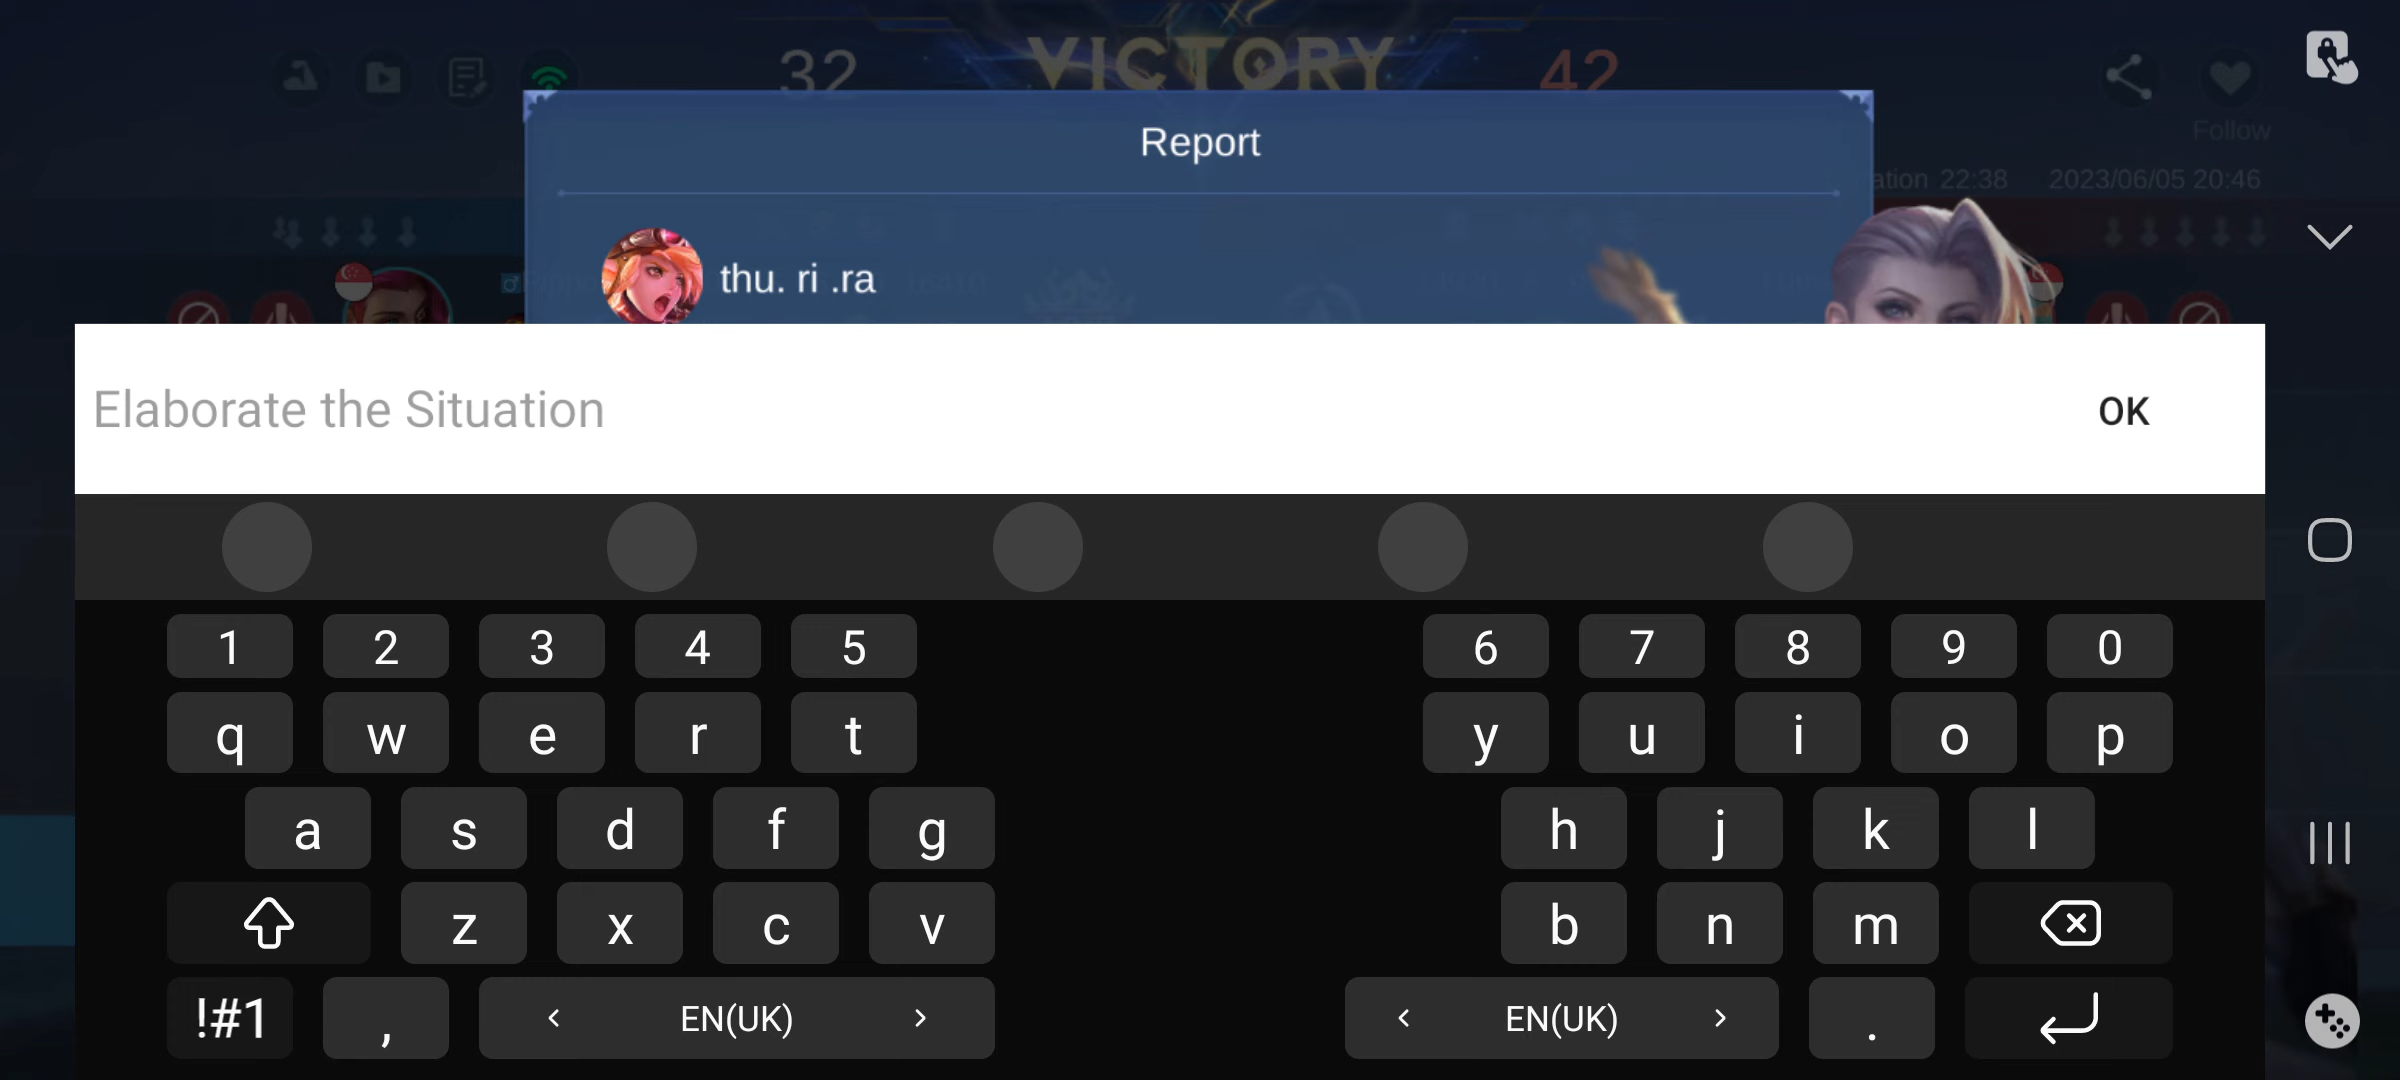 32
VICTORY
42
Follow
Report
ation 22:38
2023/06/05 20:46
thu. ri .ra
Elaborate the Situation
OK
1 2 3 4 5 6 7 8 9 0
q w e r t y u i o p
a s d f g h j k l
z x c v b n m
!#1 , < EN(UK) > < EN(UK) > .